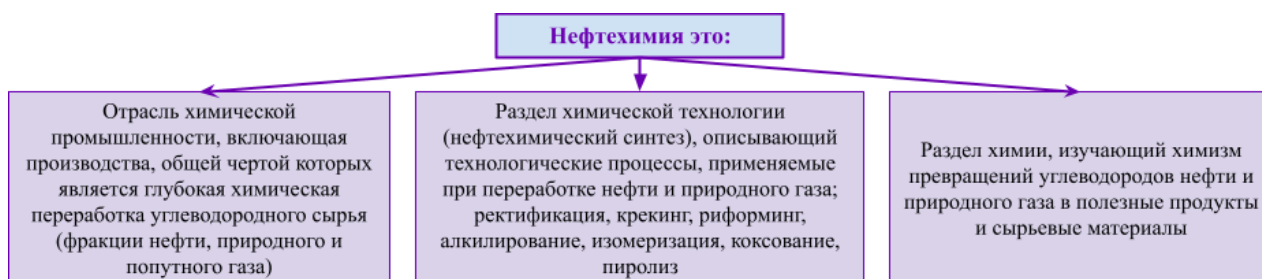 Нефтехимия это:
Отрасль химической
промышленности, включающая
производства, общей чертой которых
является глубокая химическая
переработка углеводородного сырья
(фракции нефти, природного и
попутного газа)
Раздел химической технологии
(нефтехимический синтез), описывающий
технологические процессы, применяемые
при переработке нефти и природного газа;
ректификация, крекинг, риформинг,
алкилирование, изомеризация, коксование,
пиролиз
Раздел химии, изучающий химизм
превращений углеводородов нефти и
природного газа в полезные продукты
и сырьевые материалы